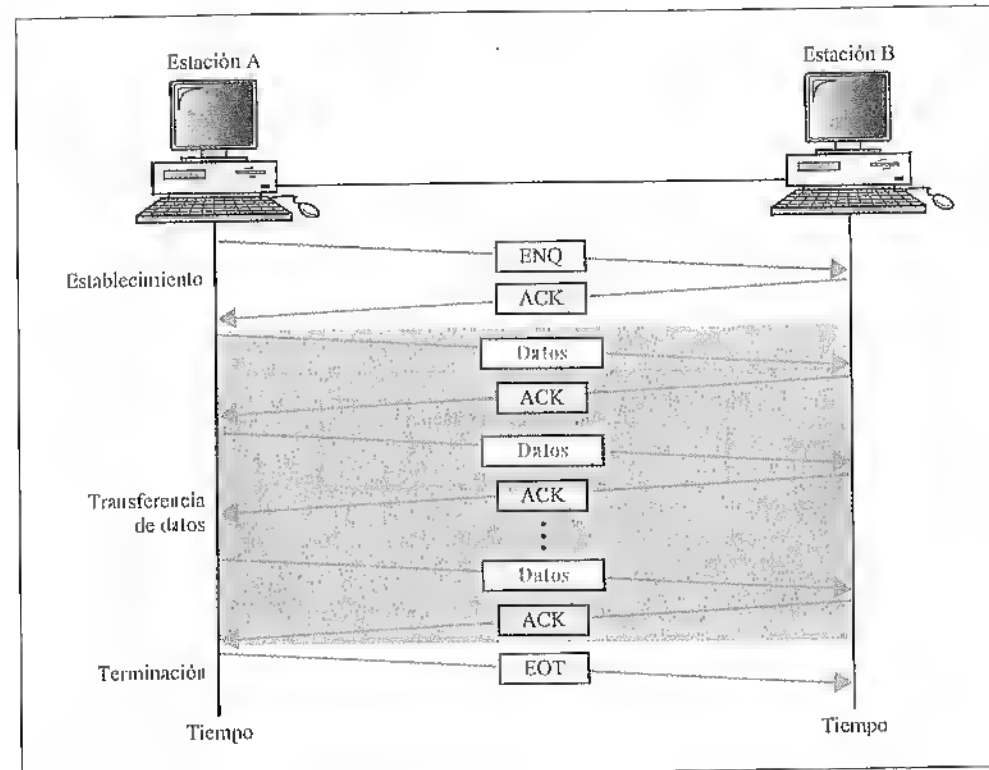 Estación A
Estación B
ENQ
Establecimiento
ACK
Datos
ACK
Datos
Transferencia
de datos
ACK
Datos
ACK
Terminación
EOT
Tiempo
Tiempo